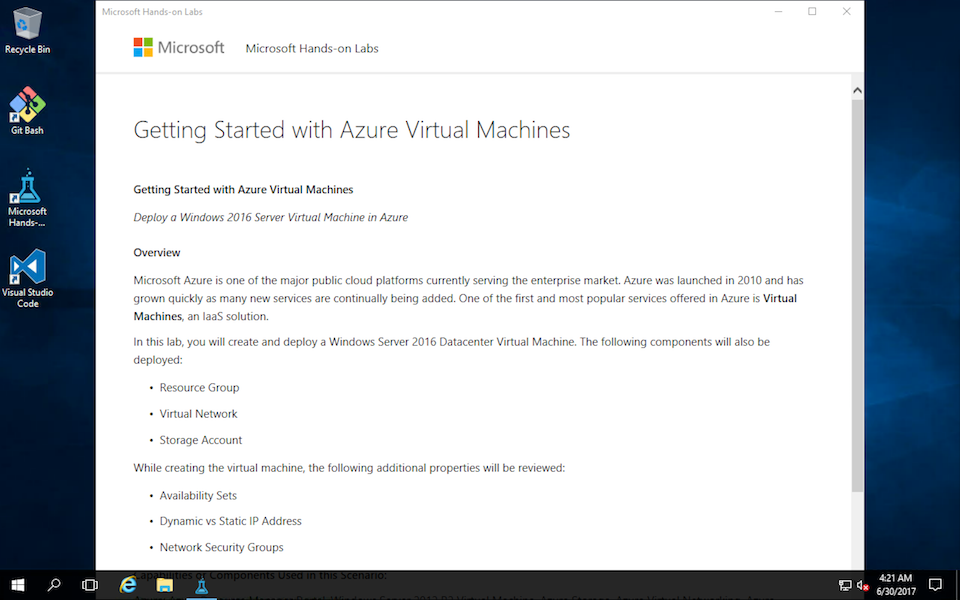 Microsoft Hands-on Labs
Recycle Bin
Git Bash
Microsoft
Hands-...
Visual Studio
Code
Microsoft
Microsoft Hands-on Labs
Getting Started with Azure Virtual Machines
Getting Started with Azure Virtual Machines
Deploy a Windows 2016 Server Virtual Machine in Azure
Overview
Microsoft Azure is one of the major public cloud platforms currently serving the enterprise market. Azure was launched in 2010 and has
grown quickly as many new services are continually being added. One of the first and most popular services offered in Azure is Virtual
Machines, an IaaS solution.
In this lab, you will create and deploy a Windows Server 2016 Datacenter Virtual Machine. The following components will also be
deployed:
• Resource Group
• Virtual Network
• Storage Account
While creating the virtual machine, the following additional properties will be reviewed:
• Availability Sets
• Dynamic vs Static IP Address
• Network Security Groups
Capabilities of Components Used in this Scenario:
4:21 AM
6/30/2017